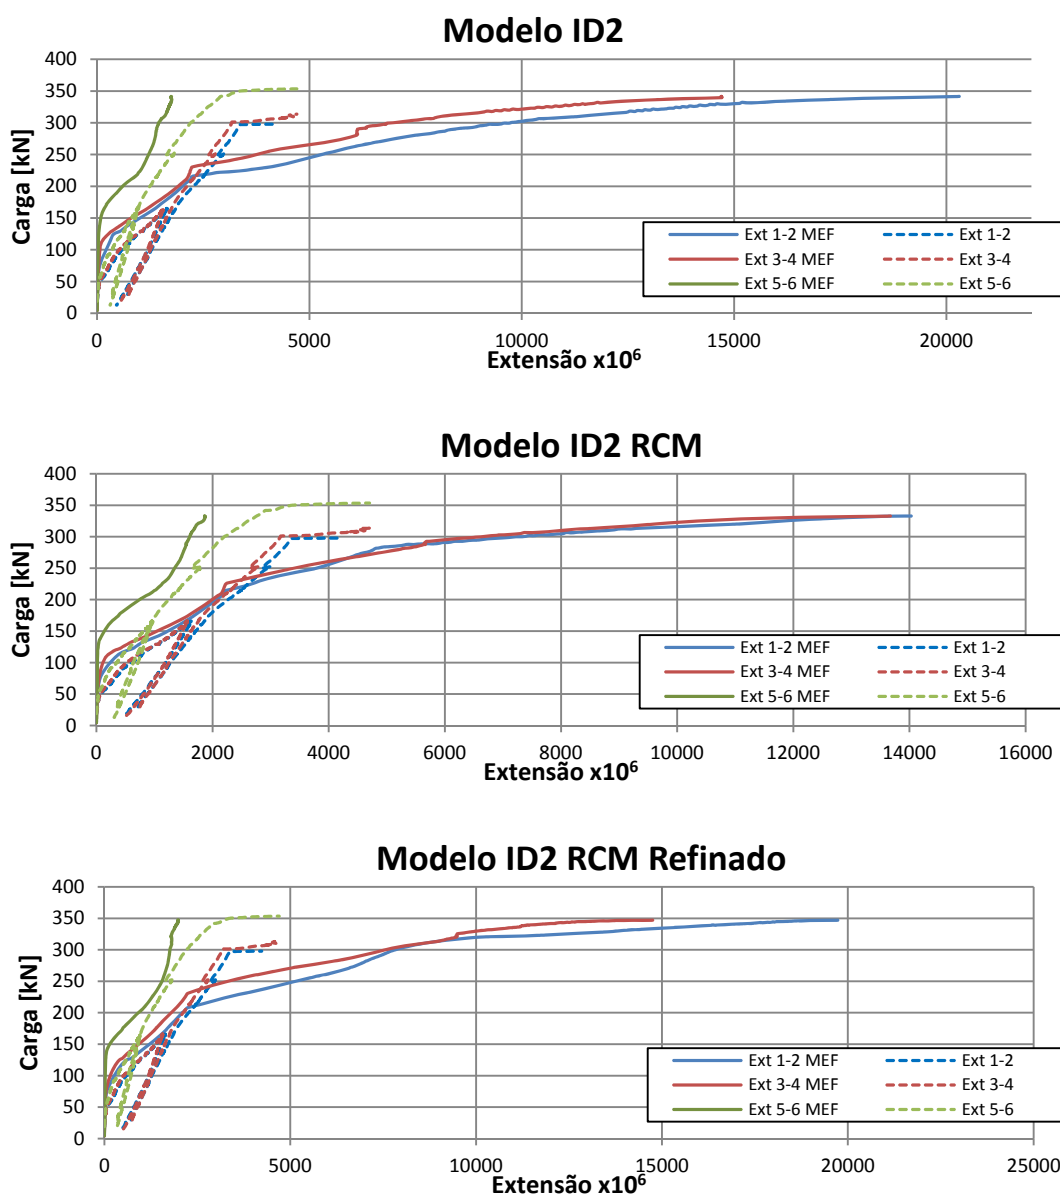 Modelo ID2
400
350
300
250
200
150
100
50
0
Carga [kN]
Ext 1-2 MEF Ext 1-2
Ext 3-4 MEF Ext 3-4
Ext 5-6 MEF Ext 5-6
0 5000 10000 15000 20000
Extensão x10⁶
Modelo ID2 RCM
400
350
300
250
200
150
100
50
0
Carga [kN]
Ext 1-2 MEF Ext 1-2
Ext 3-4 MEF Ext 3-4
Ext 5-6 MEF Ext 5-6
0 2000 4000 6000 8000 10000 12000 14000 16000
Extensão x10⁶
Modelo ID2 RCM Refinado
400
350
300
250
200
150
100
50
0
Carga [kN]
Ext 1-2 MEF Ext 1-2
Ext 3-4 MEF Ext 3-4
Ext 5-6 MEF Ext 5-6
0 5000 10000 15000 20000 25000
Extensão x10⁶